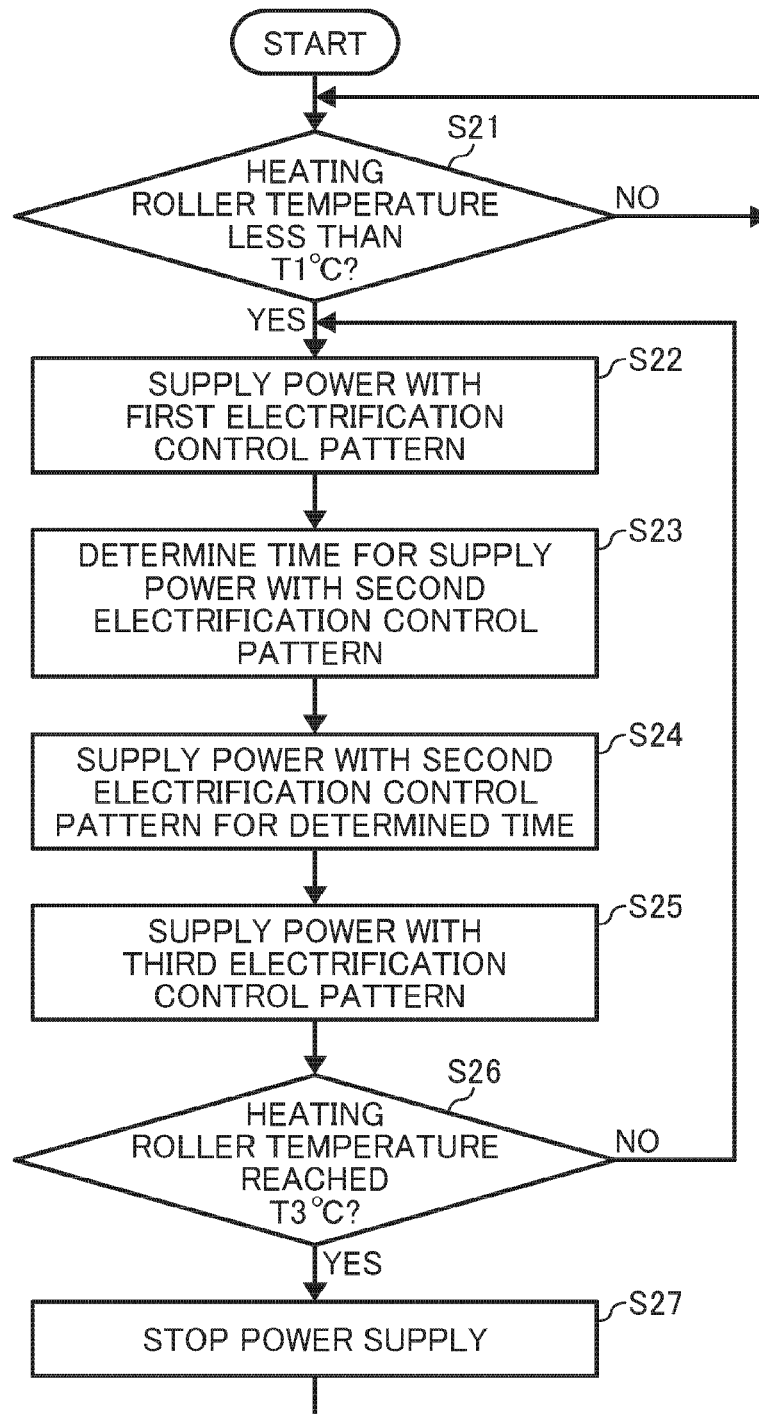 START
S21
HEATING
ROLLER TEMPERATURE
LESS THAN
T1°C?
NO
YES
S22
SUPPLY POWER WITH
FIRST ELECTRIFICATION
CONTROL PATTERN
S23
DETERMINE TIME FOR SUPPLY
POWER WITH SECOND
ELECTRIFICATION CONTROL
PATTERN
S24
SUPPLY POWER WITH SECOND
ELECTRIFICATION CONTROL
PATTERN FOR DETERMINED TIME
S25
SUPPLY POWER WITH
THIRD ELECTRIFICATION
CONTROL PATTERN
S26
HEATING
ROLLER TEMPERATURE
REACHED
T3°C?
NO
YES
S27
STOP POWER SUPPLY